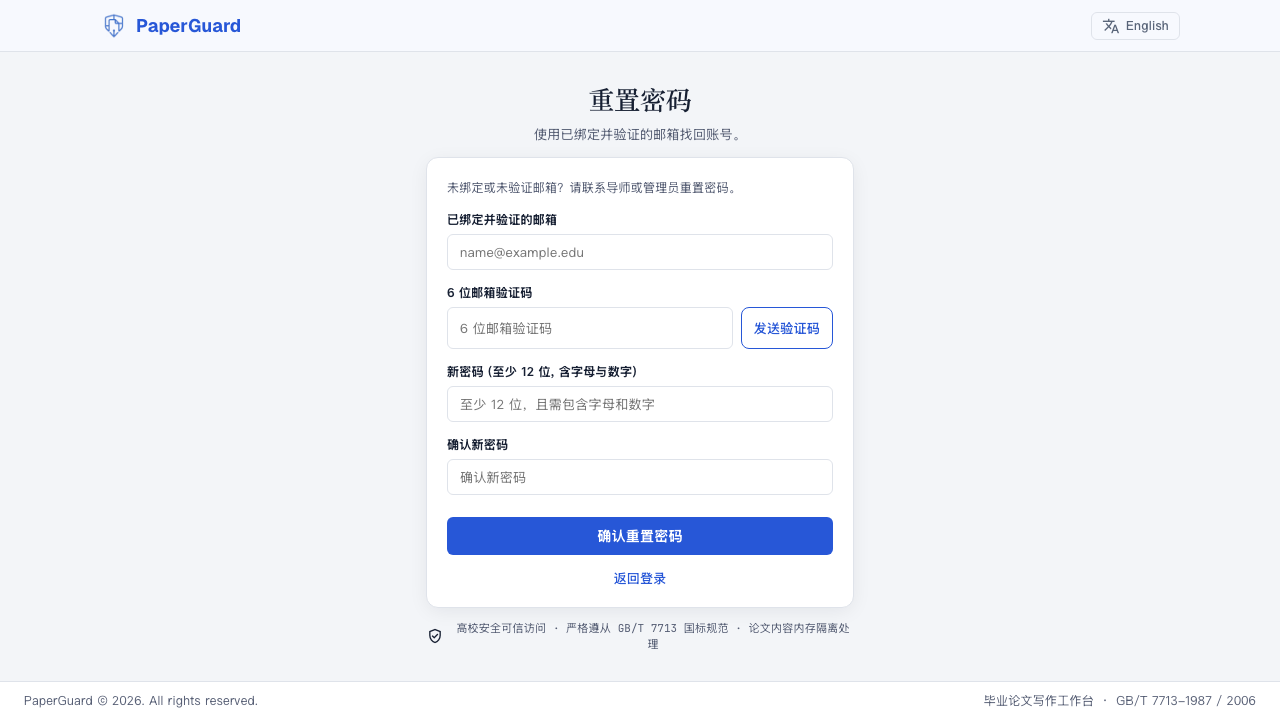 PaperGuard
English
重置密码
使用已绑定并验证的邮箱找回账号。
未绑定或未验证邮箱？请联系导师或管理员重置密码。
已绑定并验证的邮箱
name@example.edu
6 位邮箱验证码
6 位邮箱验证码
发送验证码
新密码 (至少 12 位, 含字母与数字)
至少 12 位，且需包含字母和数字
确认新密码
确认新密码
确认重置密码
返回登录
高校安全可信访问 · 严格遵从 GB/T 7713 国标规范 · 论文内容内存隔离处
理
PaperGuard © 2026. All rights reserved.
毕业论文写作工作台 · GB/T 7713–1987 / 2006